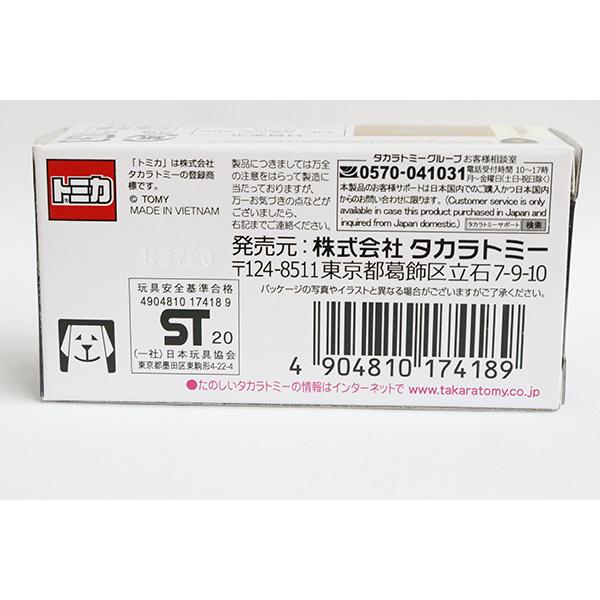 トミカ
「トミカ」は株式会社
タカラトミーの登録商
標です。
© TOMY
MADE IN VIETNAM
製品につきましては万全
の注意をはらって製造に
当たっておりますが、
万一お気づきの点などが
ございましたら、
右記までご連絡ください。
タカラトミーグループ お客様相談室
0570-041031
電話受付時間 10〜17時
月〜金曜日(土・日・祝日除く)
本製品のお客様サポートは日本国内でのご購入かつ日本国内
からのお問い合わせに限ります。(Customer service is only
available in case this product purchased in Japan and
inquired from Japan domestic.)
タカラトミーサポート 検索
K2720
発売元:株式会社 タカラトミー
〒124-8511東京都葛飾区立石7-9-10
パッケージの写真やイラストと異なる場合がございますがご了承ください。
玩具安全基準合格
4904810 17418 9
ST 20
(一社)日本玩具協会
東京都墨田区東駒形4-22-4
4 904810 174189
●たのしいタカラトミーの情報はインターネットで www.takaratomy.co.jp